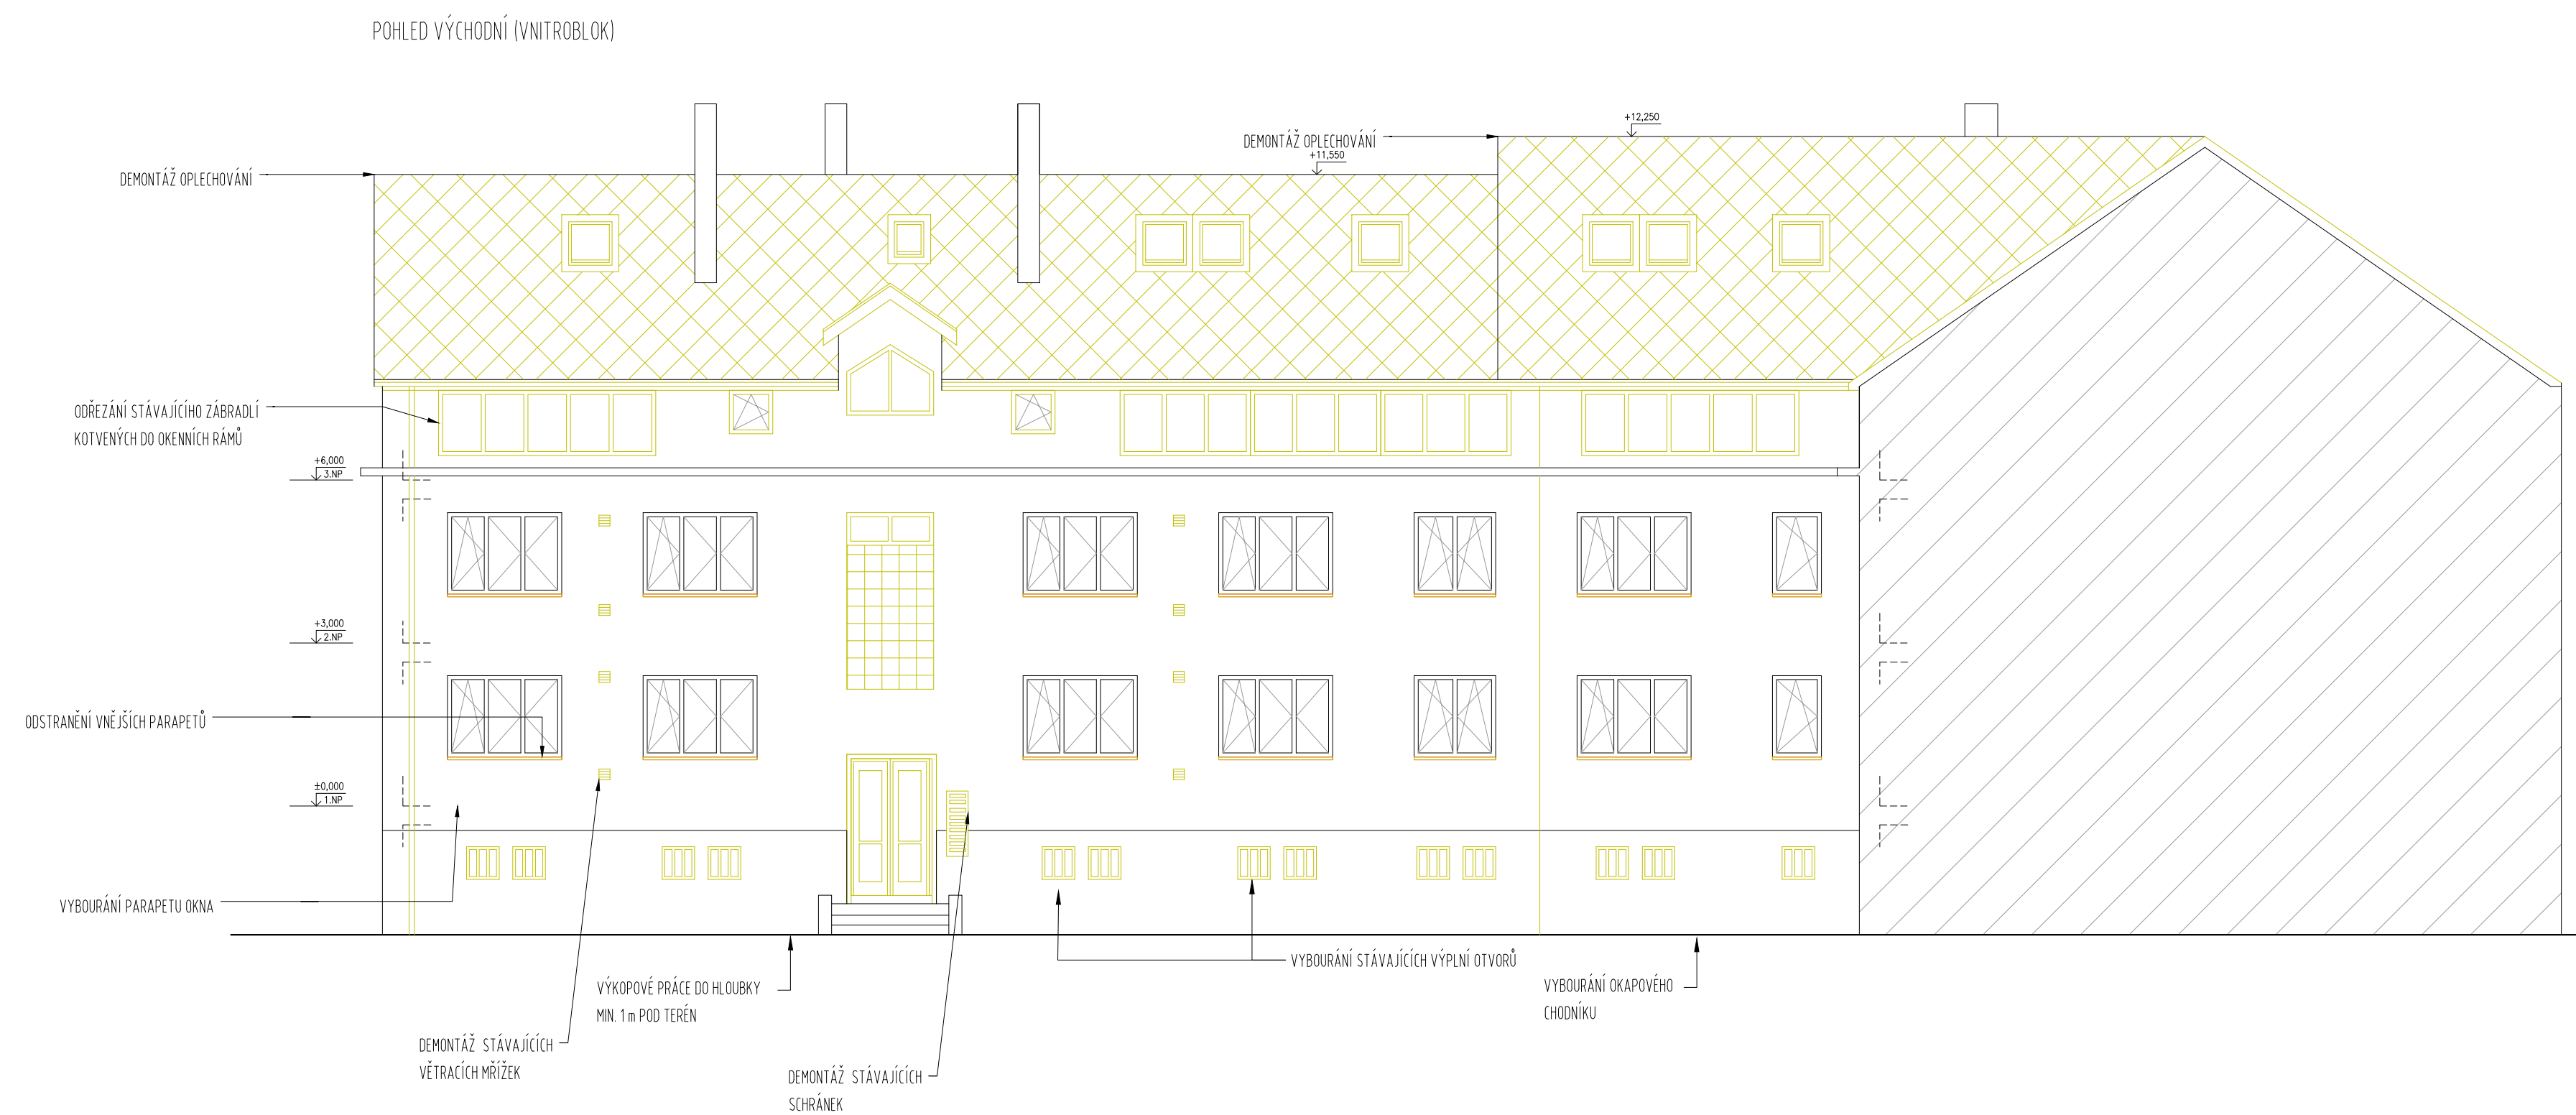 POHLED VÝCHODNÍ (VNITROBLOK)
+12,250
DEMONTÁŽ OPLECHOVÁNÍ
+11,550
DEMONTÁŽ OPLECHOVÁNÍ
ODŘEZÁNÍ STÁVAJÍCÍHO ZÁBRADLÍ
KOTVENÝCH DO OKENNÍCH RÁMŮ
+6,000
3.NP
+3,000
2.NP
ODSTRANĚNÍ VNĚJŠÍCH PARAPETŮ
±0,000
1.NP
VYBOURÁNÍ PARAPETU OKNA
VYBOURÁNÍ STÁVAJÍCÍCH VÝPLNÍ OTVORŮ
VÝKOPOVÉ PRÁCE DO HLOUBKY
MIN. 1 m POD TERÉN
VYBOURÁNÍ OKAPOVÉHO
CHODNÍKU
DEMONTÁŽ STÁVAJÍCÍCH
VĚTRACÍCH MŘÍŽEK
DEMONTÁŽ STÁVAJÍCÍCH
SCHRÁNEK